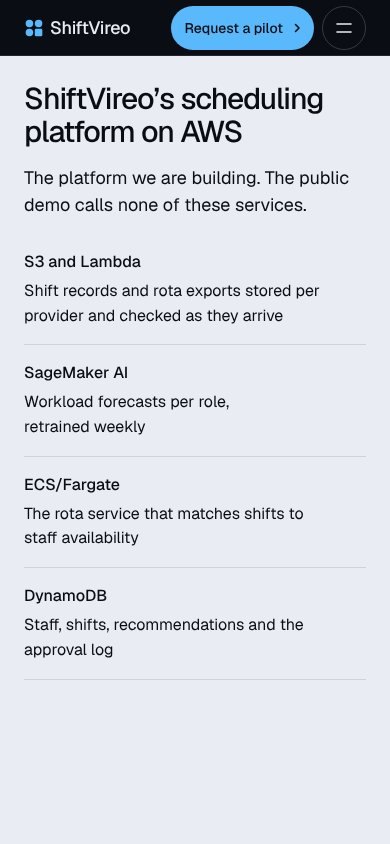 ShiftVireo
Request a pilot
ShiftVireo’s scheduling
platform on AWS
The platform we are building. The public
demo calls none of these services.
S3 and Lambda
Shift records and rota exports stored per
provider and checked as they arrive
SageMaker AI
Workload forecasts per role,
retrained weekly
ECS/Fargate
The rota service that matches shifts to
staff availability
DynamoDB
Staff, shifts, recommendations and the
approval log